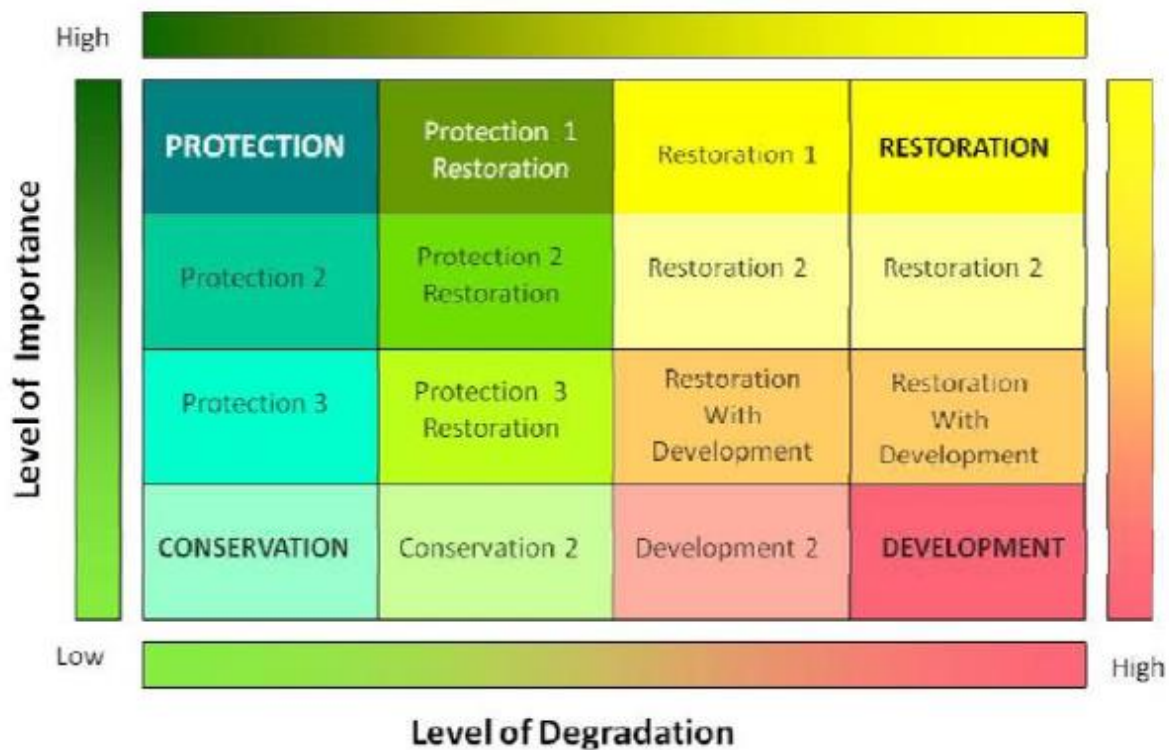 High
PROTECTION
Protection 1
Restoration
Restoration 1
RESTORATION
Protection 2
Protection 2
Restoration
Restoration 2
Restoration 2
Protection 3
Protection 3
Restoration
Restoration
With
Development
Restoration
With
Development
CONSERVATION
Conservation 2
Development 2
DEVELOPMENT
Level of Importance
Low
High
Level of Degradation